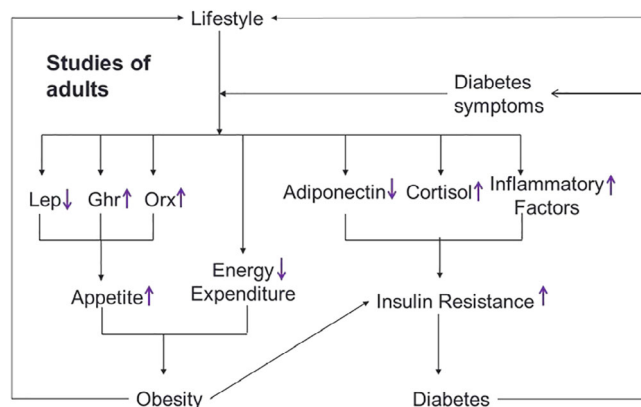 Lifestyle
Studies of
adults
Diabetes
symptoms
Lep↓ Ghr↑ Orx↑
Adiponectin↓ Cortisol↑ Inflammatory↑
Factors
Appetite↑
Energy↓
Expenditure
Insulin Resistance ↑
Obesity
Diabetes